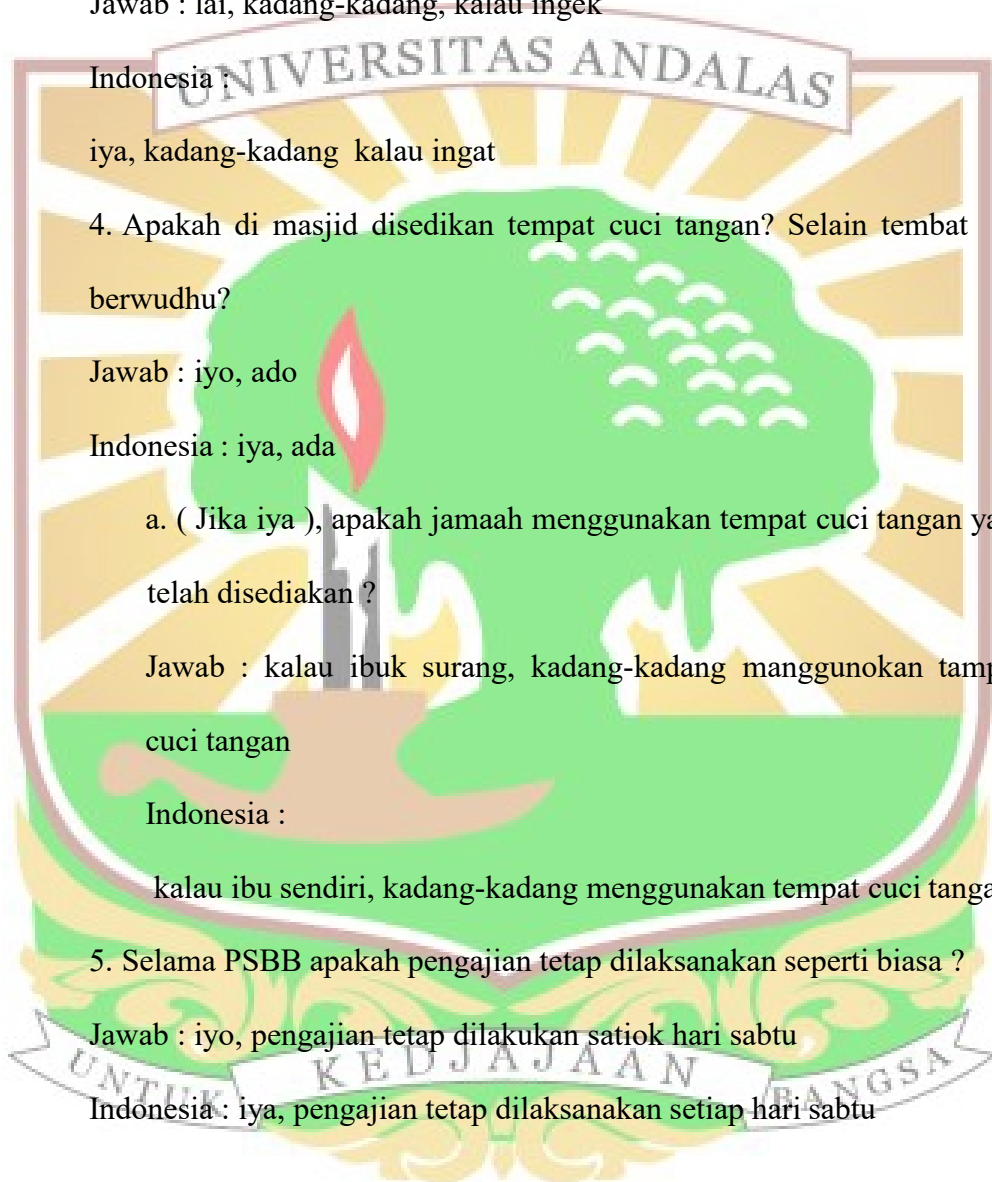 Jawab : lai, kadang-kadang, kalau ingek
UNIVERSITAS ANDALAS
Indonesia :
iya, kadang-kadang kalau ingat
4. Apakah di masjid disedikan tempat cuci tangan? Selain tembat
berwudhu?
Jawab : iyo, ado
Indonesia : iya, ada
a. ( Jika iya ), apakah jamaah menggunakan tempat cuci tangan
telah disediakan ?
Jawab : kalau ibuk surang, kadang-kadang manggunokan
cuci tangan
Indonesia :
kalau ibu sendiri, kadang-kadang menggunakan tempat cuci
5. Selama PSBB apakah pengajian tetap dilaksanakan seperti biasa ?
Jawab : iyo, pengajian tetap dilakukan satiok hari sabtu
UNTUK KEDJAJAAN BANGSA
Indonesia : iya, pengajian tetap dilaksanakan setiap hari sabtu